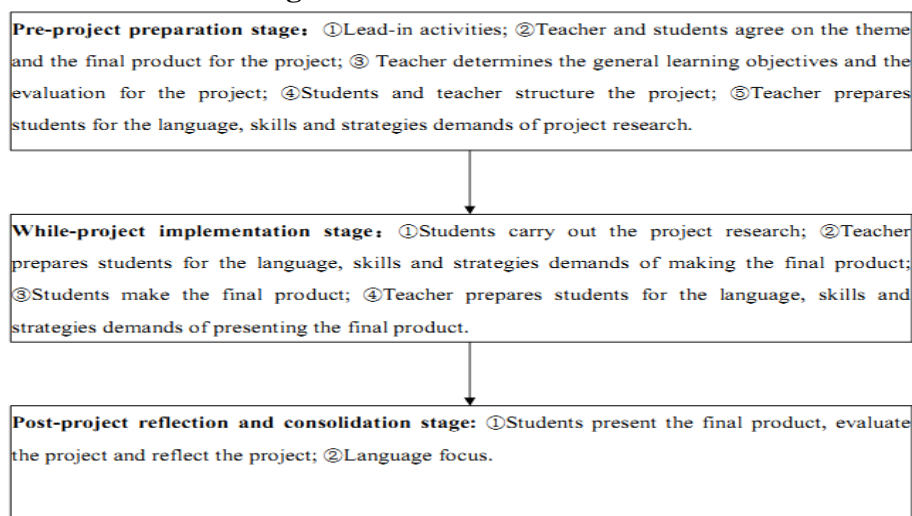 Pre-project preparation stage: ①Lead-in activities; ②Teacher and students agree on the theme
and the final product for the project; ③ Teacher determines the general learning objectives and the
evaluation for the project; ④Students and teacher structure the project; ⑤Teacher prepares
students for the language, skills and strategies demands of project research.
While-project implementation stage: ①Students carry out the project research; ②Teacher
prepares students for the language, skills and strategies demands of making the final product;
③Students make the final product; ④Teacher prepares students for the language, skills and
strategies demands of presenting the final product.
Post-project reflection and consolidation stage: ①Students present the final product, evaluate
the project and reflect the project; ②Language focus.